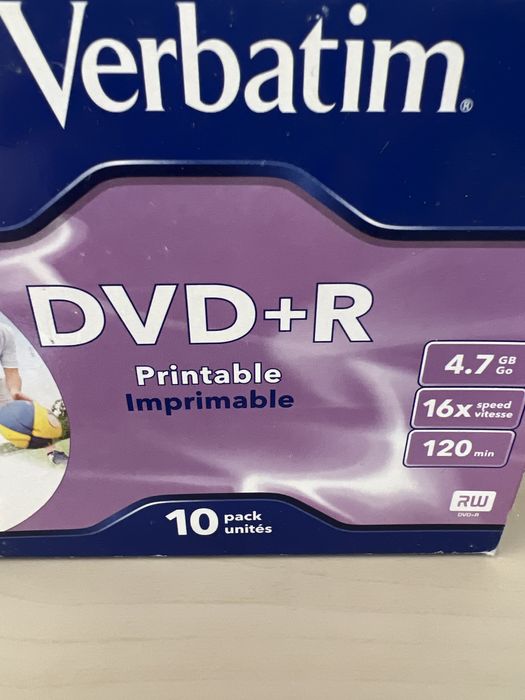 Verbatim®
DVD+R
Printable
Imprimable
4.7 GB Go
16x speed vitesse
120 min
RW
DVD+R
10 pack unités